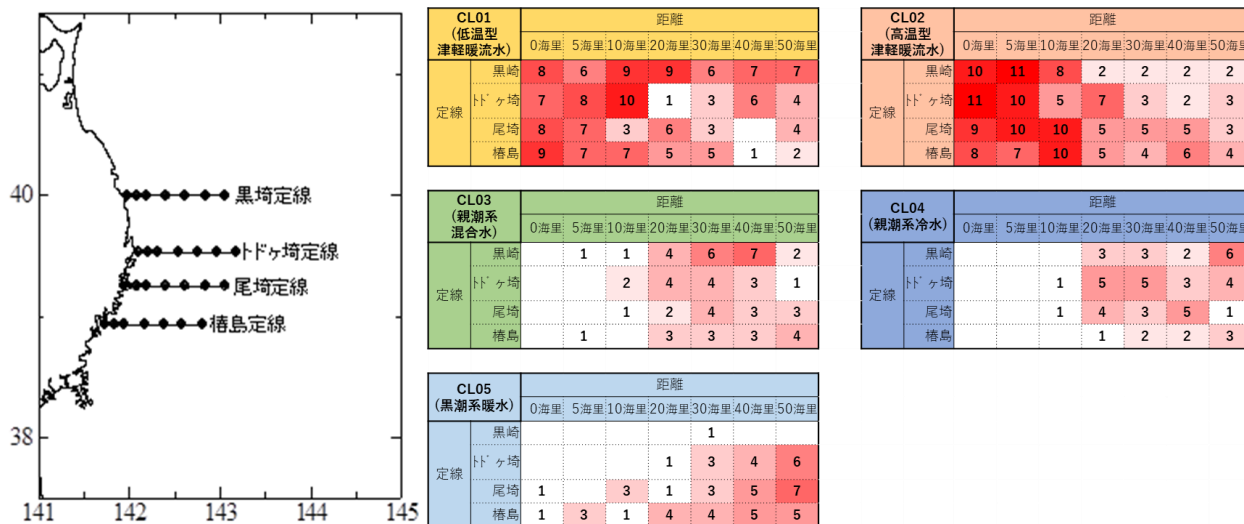 40
38
141
142
143
144
145
黒埼定線
トドヶ埼定線
尾埼定線
椿島定線
CL01
(低温型
津軽暖流水)
距離
0海里 5海里 10海里 20海里 30海里 40海里 50海里
定線
黒崎 8 6 9 9 6 7 7
トドヶ埼 7 8 10 1 3 6 4
尾埼 8 7 3 6 3 4
椿島 9 7 7 5 5 1 2
CL02
(高温型
津軽暖流水)
距離
0海里 5海里 10海里 20海里 30海里 40海里 50海里
定線
黒崎 10 11 8 2 2 2 2
トドヶ埼 11 10 5 7 3 2 3
尾埼 9 10 10 5 5 5 3
椿島 8 7 10 5 4 6 4
CL03
(親潮系
混合水)
距離
0海里 5海里 10海里 20海里 30海里 40海里 50海里
定線
黒崎 1 1 4 6 7 2
トドヶ埼 2 4 4 3 1
尾埼 1 2 4 3 3
椿島 1 3 3 3 4
CL04
(親潮系冷水)
距離
0海里 5海里 10海里 20海里 30海里 40海里 50海里
定線
黒崎 3 3 2 6
トドヶ埼 1 5 5 3 4
尾埼 1 4 3 5 1
椿島 1 2 2 3
CL05
(黒潮系暖水)
距離
0海里 5海里 10海里 20海里 30海里 40海里 50海里
定線
黒崎 1
トドヶ埼 1 3 4 6
尾埼 1 3 1 3 5 7
椿島 1 3 1 4 4 5 5